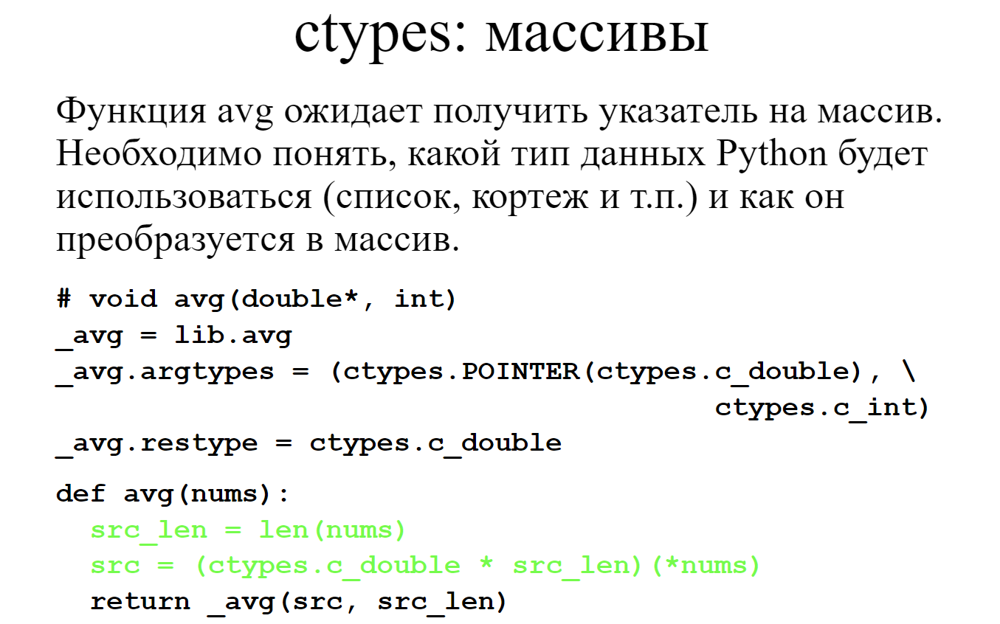 ctypes: массивы
Функция avg ожидает получить указатель на массив.
Необходимо понять, какой тип данных Python будет
использоваться (список, кортеж и т.п.) и как он
преобразуется в массив.
# void avg(double*, int)
_avg = lib.avg
_avg.argtypes = (ctypes.POINTER(ctypes.c_double), \
ctypes.c_int)
_avg.restype = ctypes.c_double
def avg(nums):
src_len = len(nums)
src = (ctypes.c_double * src_len)(*nums)
return _avg(src, src_len)